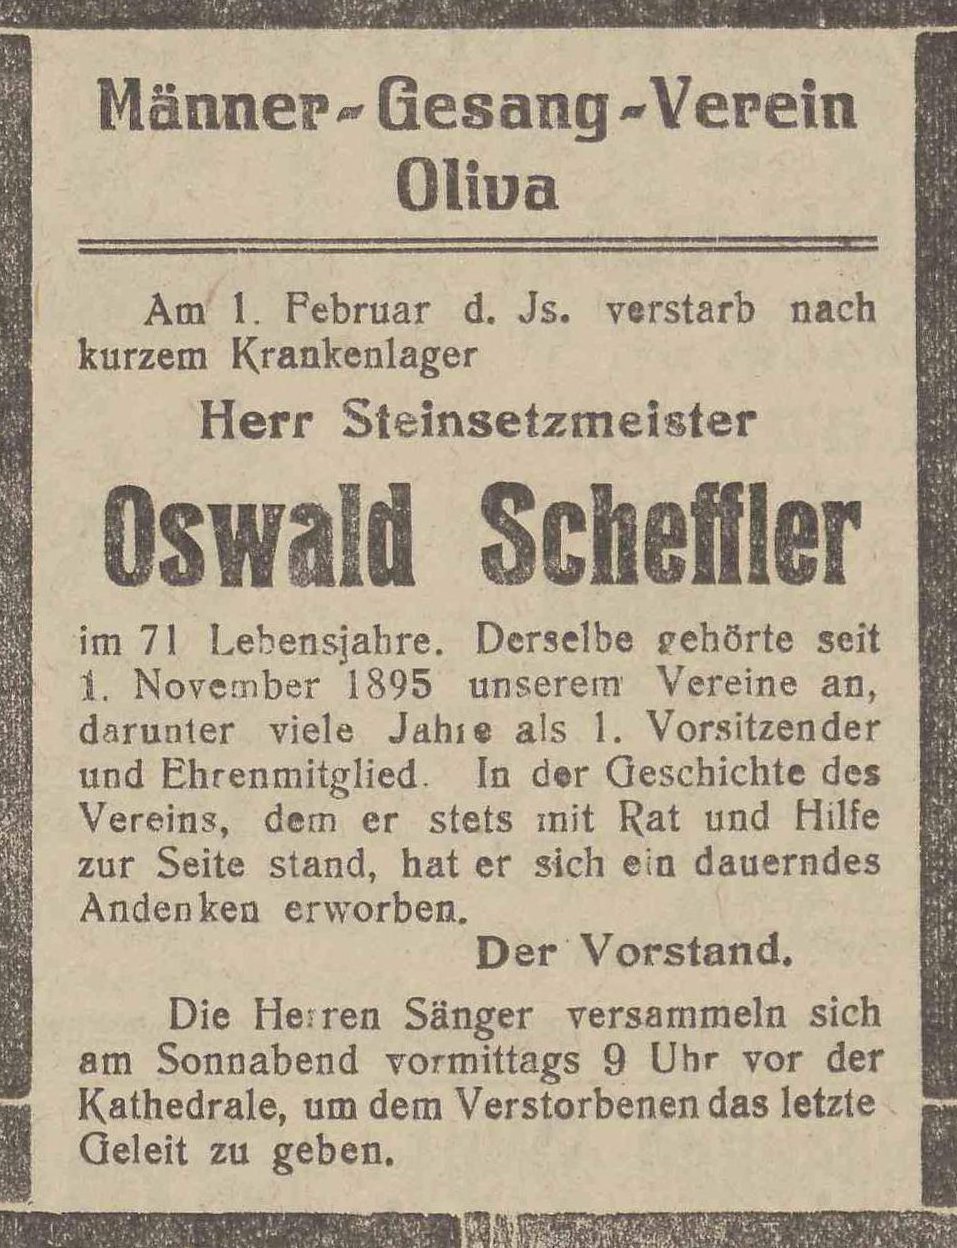 Männer-Gesang-Verein
Oliva
Am 1. Februar d. Js. verstarb nach
kurzem Krankenlager
Herr Steinsetzmeister
Oswald Scheffler
im 71 Lebensjahre. Derselbe gehörte seit
1. November 1895 unserem Vereine an,
darunter viele Jahre als 1. Vorsitzender
und Ehrenmitglied. In der Geschichte des
Vereins, dem er stets mit Rat und Hilfe
zur Seite stand, hat er sich ein dauerndes
Andenken erworben.
Der Vorstand.
Die Herren Sänger versammeln sich
am Sonnabend vormittags 9 Uhr vor der
Kathedrale, um dem Verstorbenen das letzte
Geleit zu geben.